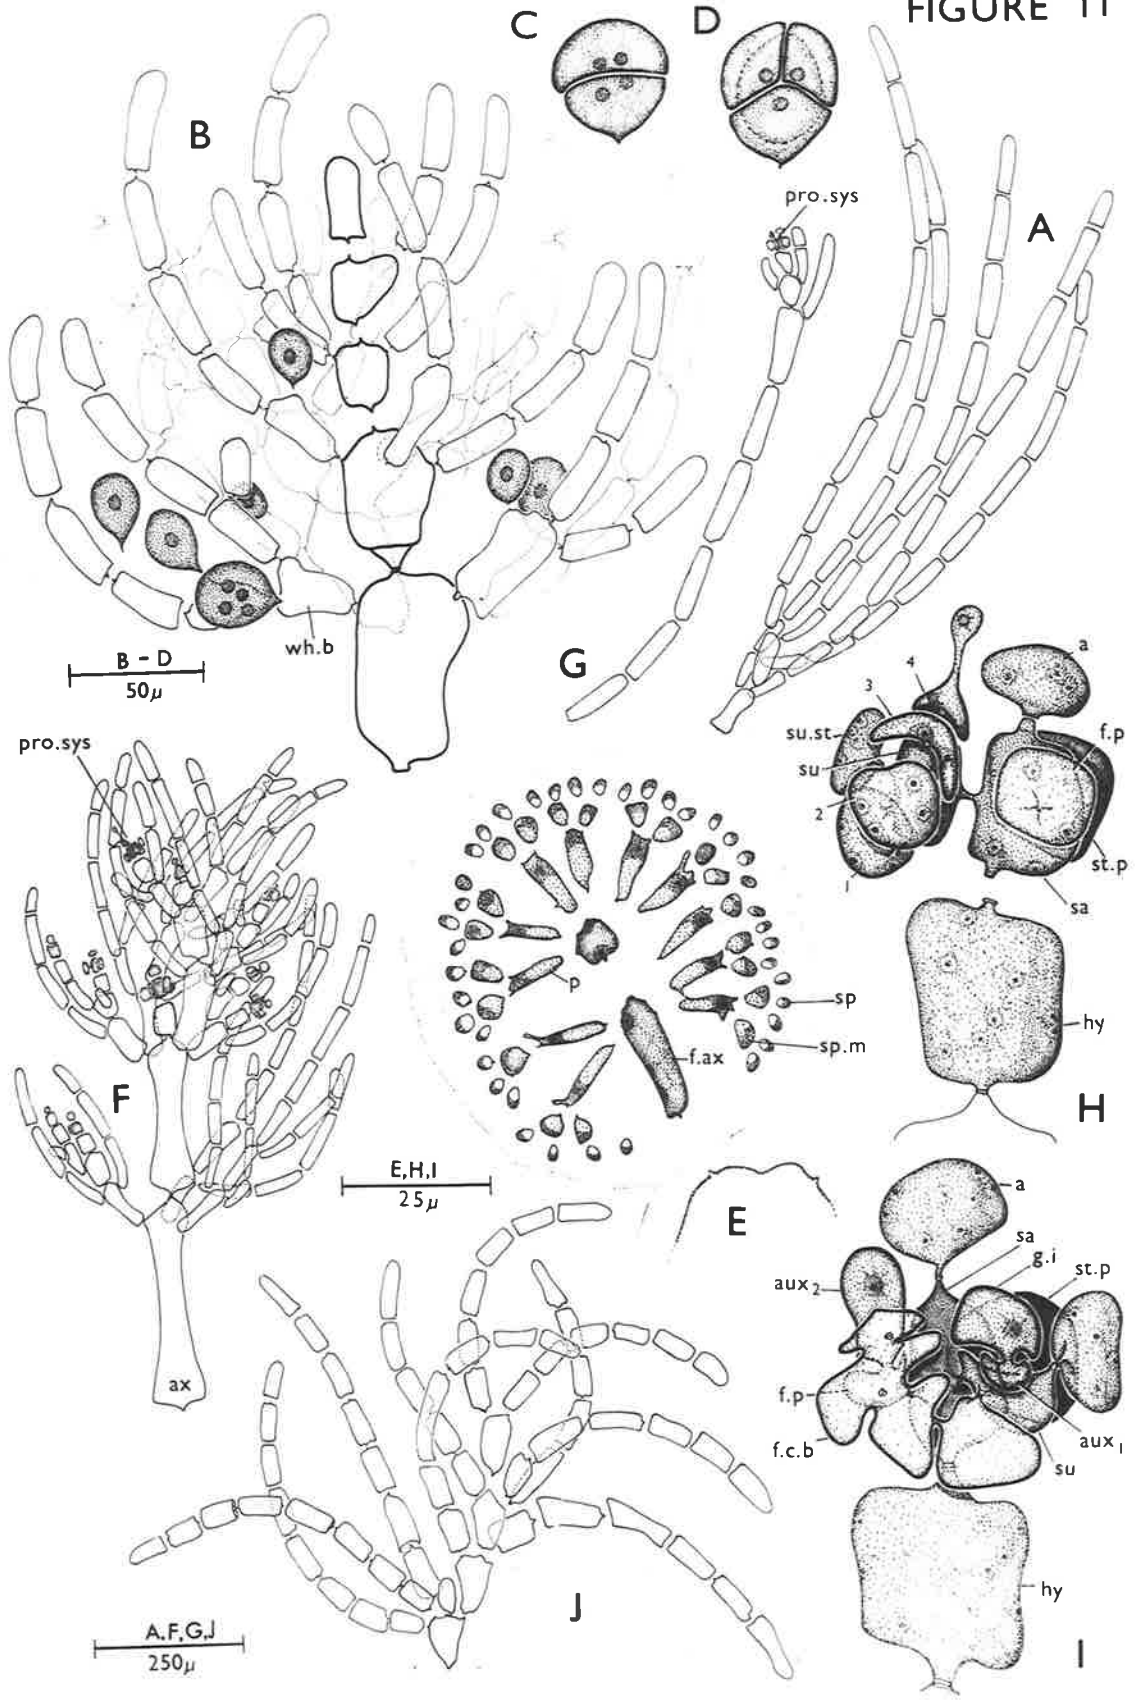 FIGURE 11
C
D
B
pro.sys
A
wh.b
B - D
50μ
G
a
4
3
su.st
f.p
su
2
1
st.p
sa
pro.sys
p
sp
sp.m
f.ax
hy
H
F
E,H,I
25μ
E
a
sa
g.i
st.p
aux2
f.p
f.c.b
aux1
su
ax
hy
J
A,F,G,J
250μ
I